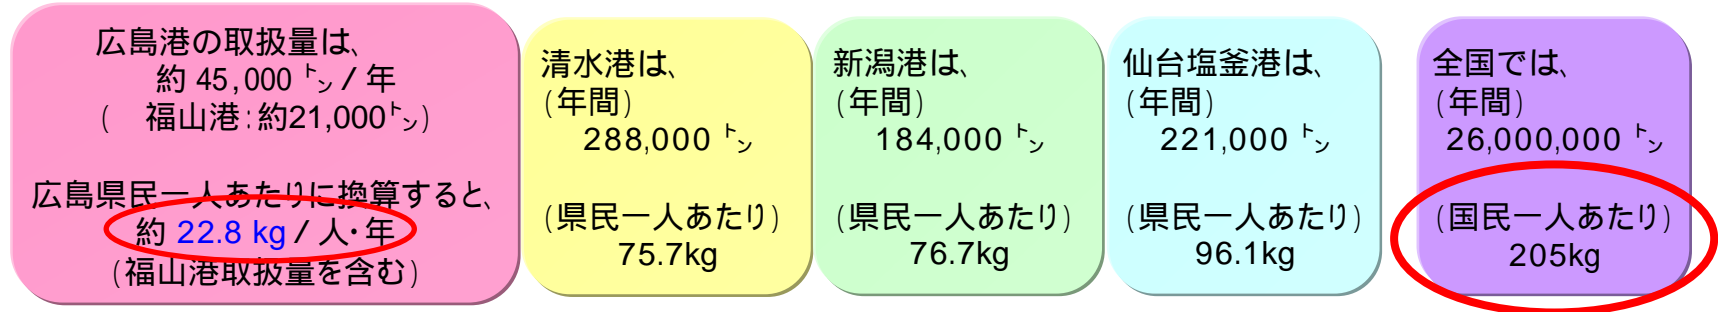 広島港の取扱量は、
約 45,000 ﾄﾝ / 年
( 福山港:約21,000ﾄﾝ)
広島県民一人あたりに換算すると、
約 22.8 kg / 人・年
(福山港取扱量を含む)
清水港は、
(年間)
288,000 ﾄﾝ
(県民一人あたり)
75.7kg
新潟港は、
(年間)
184,000 ﾄﾝ
(県民一人あたり)
76.7kg
仙台塩釜港は、
(年間)
221,000 ﾄﾝ
(県民一人あたり)
96.1kg
全国では、
(年間)
26,000,000 ﾄﾝ
(国民一人あたり)
205kg